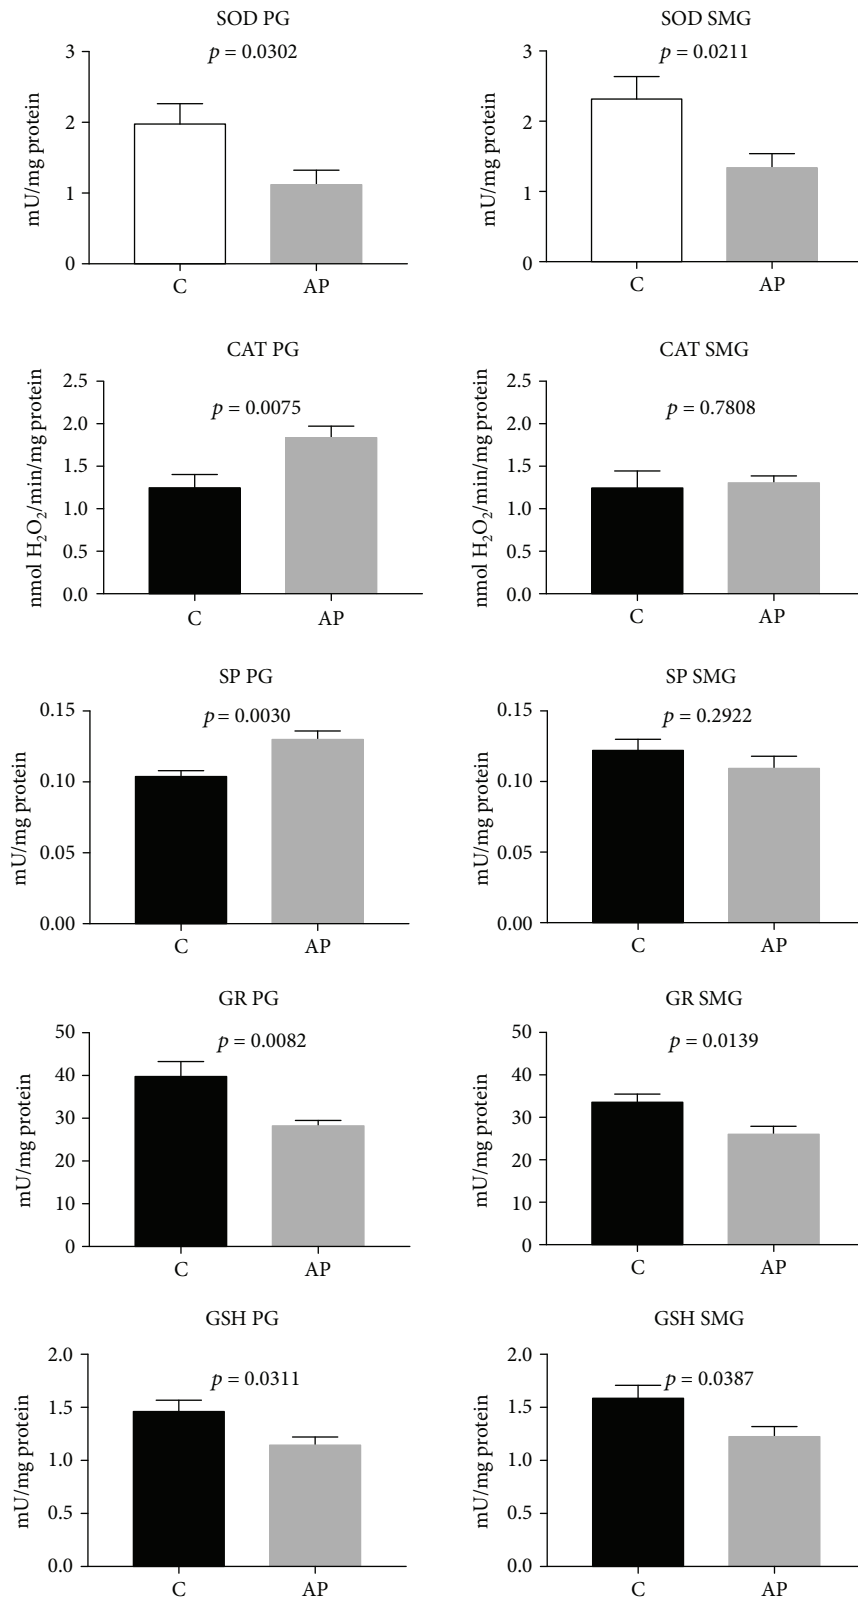 SOD PG
p = 0.0302
mU/mg protein
3
2
1
0
C
AP
SOD SMG
p = 0.0211
mU/mg protein
3
2
1
0
C
AP
CAT PG
p = 0.0075
nmol H₂O₂/min/mg protein
2.5
2.0
1.5
1.0
0.5
0.0
C
AP
CAT SMG
p = 0.7808
nmol H₂O₂/min/mg protein
2.5
2.0
1.5
1.0
0.5
0.0
C
AP
SP PG
p = 0.0030
mU/mg protein
0.15
0.10
0.05
0.00
C
AP
SP SMG
p = 0.2922
mU/mg protein
0.15
0.10
0.05
0.00
C
AP
GR PG
p = 0.0082
mU/mg protein
50
40
30
20
10
0
C
AP
GR SMG
p = 0.0139
mU/mg protein
50
40
30
20
10
0
C
AP
GSH PG
p = 0.0311
mU/mg protein
2.0
1.5
1.0
0.5
0.0
C
AP
GSH SMG
p = 0.0387
mU/mg protein
2.0
1.5
1.0
0.5
0.0
C
AP